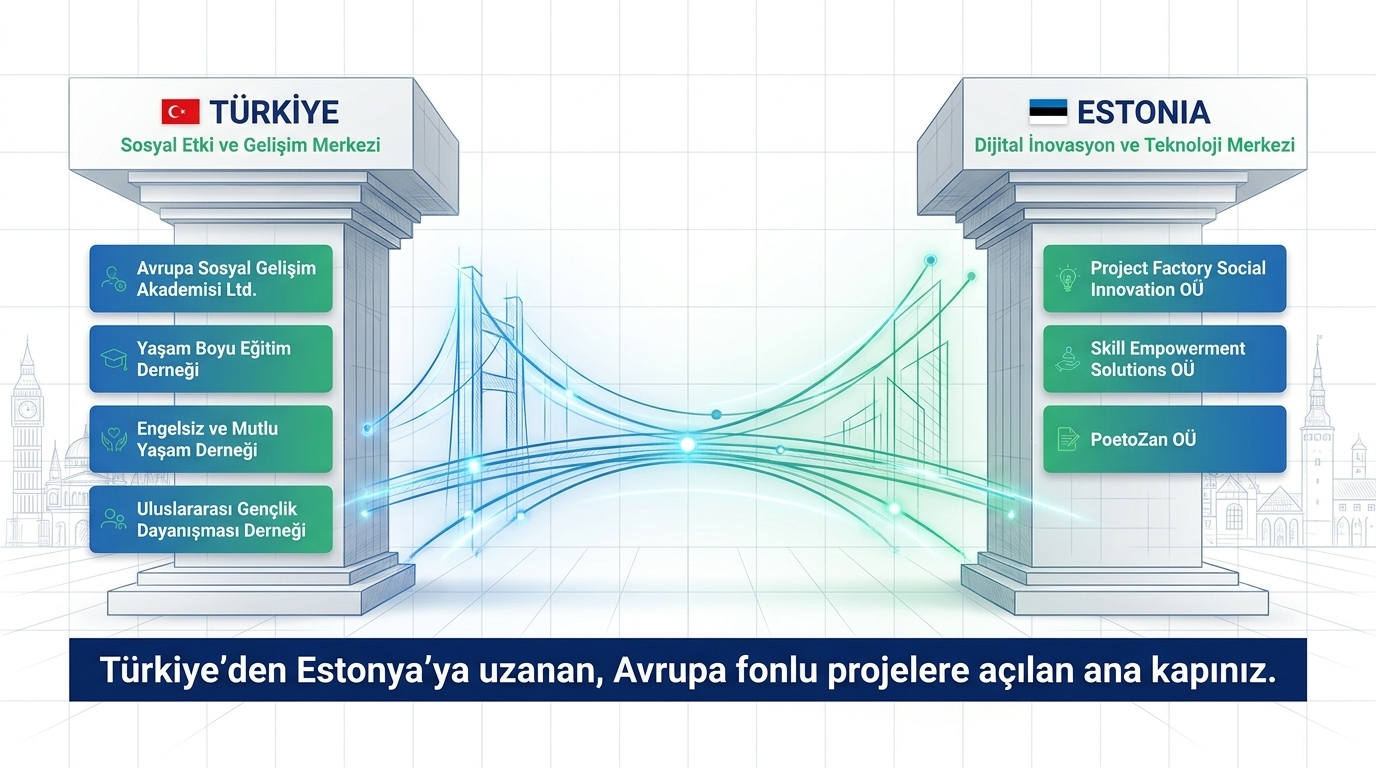 TÜRKİYE
Sosyal Etki ve Gelişim Merkezi
Avrupa Sosyal Gelişim
Akademisi Ltd.
Yaşam Boyu Eğitim
Derneği
Engelsiz ve Mutlu
Yaşam Derneği
Uluslararası Gençlik
Dayanışması Derneği
ESTONIA
Dijital İnovasyon ve Teknoloji Merkezi
Project Factory Social
Innovation OÜ
Skill Empowerment
Solutions OÜ
PoetoZan OÜ
Türkiye’den Estonya’ya uzanan, Avrupa fonlu projelere açılan ana kapınız.